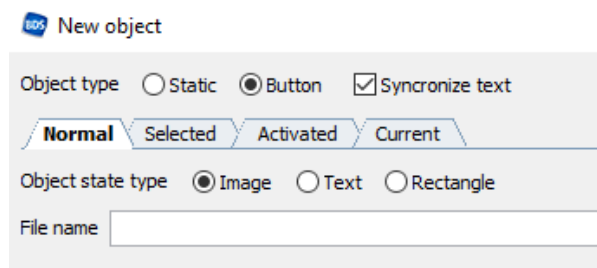 BDS New object
Object type Static Button Syncronize text
Normal Selected Activated Current
Object state type Image Text Rectangle
File name